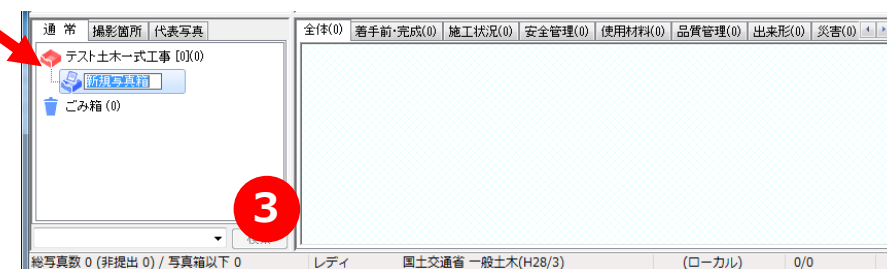 通 常 撮影箇所 代表写真
全体(0) 着手前・完成(0) 施工状況(0) 安全管理(0) 使用材料(0) 品質管理(0) 出来形(0) 災害(0)
テスト土木一式工事 [0](0)
新規写真箱
ごみ箱 (0)
3
総写真数 0 (非提出 0) / 写真箱以下 0 レディ 国土交通省 一般土木(H28/3) (ローカル) 0/0